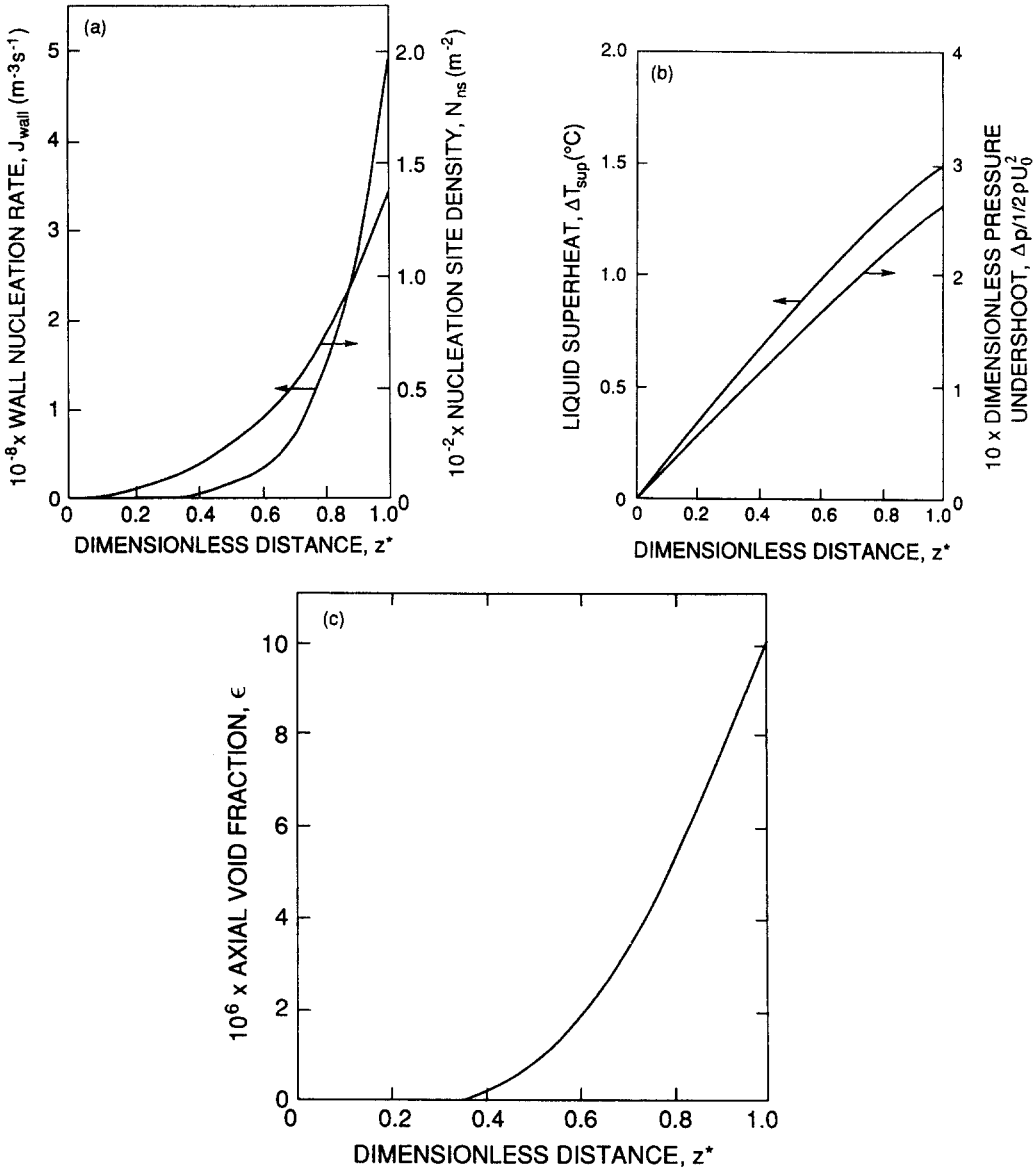 (a)
10⁻⁸x WALL NUCLEATION RATE, J_wall (m⁻³s⁻¹)
5
4
3
2
1
0
2.0
1.5
1.0
0.5
0
10⁻²x NUCLEATION SITE DENSITY, N_ns (m⁻²)
0 0.2 0.4 0.6 0.8 1.0
DIMENSIONLESS DISTANCE, z*
(b)
LIQUID SUPERHEAT, ΔT_sup(°C)
2.0
1.5
1.0
0.5
0
4
3
2
1
0
10 x DIMENSIONLESS PRESSURE
UNDERSHOOT, Δp/1/2ρU₀²
0 0.2 0.4 0.6 0.8 1.0
DIMENSIONLESS DISTANCE, z*
(c)
10⁶ x AXIAL VOID FRACTION, ϵ
10
8
6
4
2
0
0 0.2 0.4 0.6 0.8 1.0
DIMENSIONLESS DISTANCE, z*